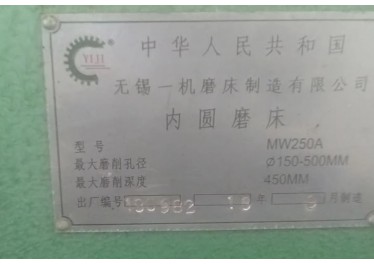 YIJI
中华人民共和国
无锡一机磨床制造有限公司
内圆磨床
型号 MW250A
最大磨削孔径 Ø150-500MM
最大磨削深度 450MM
出厂编号 19 年 月制造